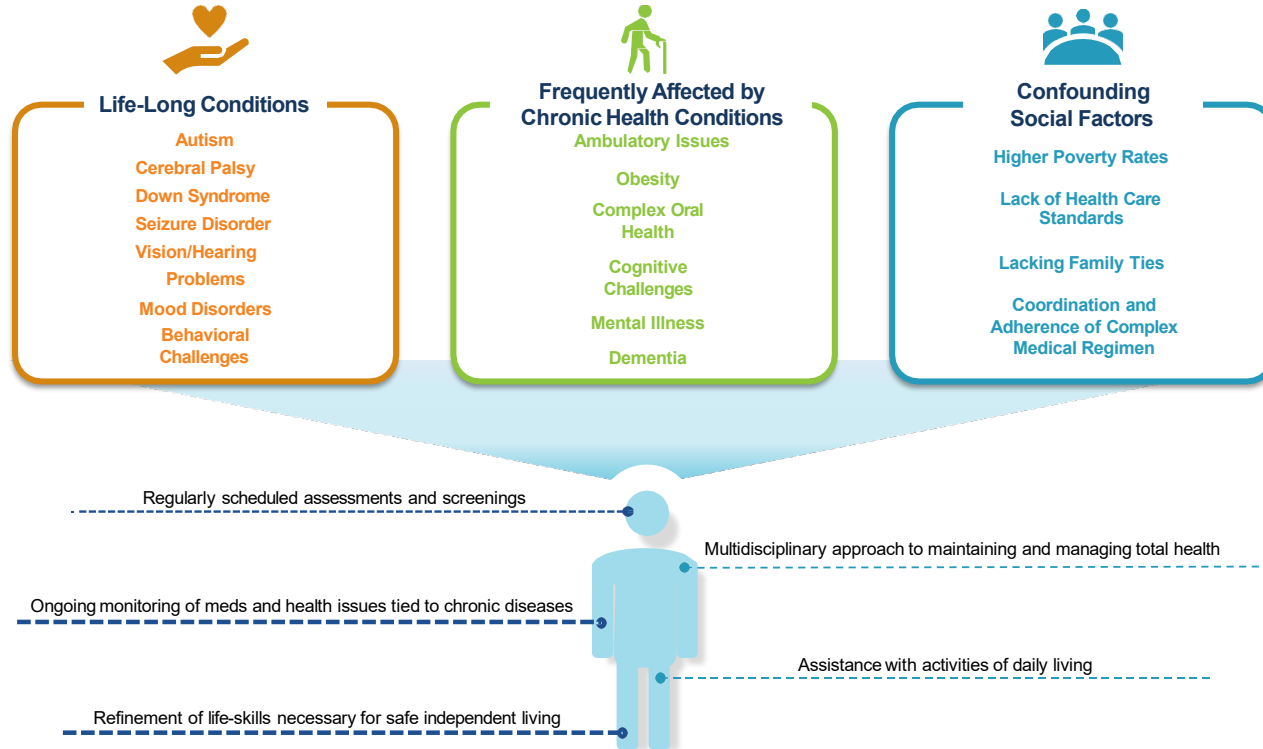 Life-Long Conditions
Autism
Cerebral Palsy
Down Syndrome
Seizure Disorder
Vision/Hearing
Problems
Mood Disorders
Behavioral
Challenges
Frequently Affected by
Chronic Health Conditions
Ambulatory Issues
Obesity
Complex Oral
Health
Cognitive
Challenges
Mental Illness
Dementia
Confounding
Social Factors
Higher Poverty Rates
Lack of Health Care
Standards
Lacking Family Ties
Coordination and
Adherence of Complex
Medical Regimen
Regularly scheduled assessments and screenings
Multidisciplinary approach to maintaining and managing total health
Ongoing monitoring of meds and health issues tied to chronic diseases
Assistance with activities of daily living
Refinement of life-skills necessary for safe independent living